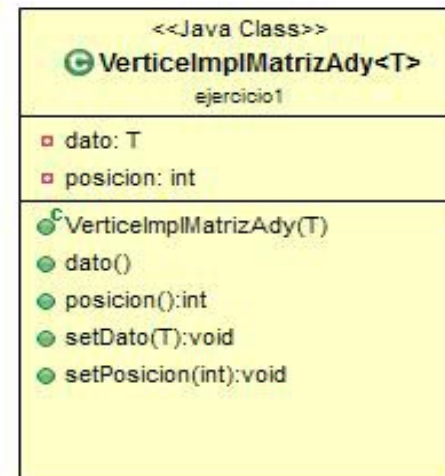 <<Java Class>>
VerticeImplMatrizAdy<T>
ejercicio1
dato: T
posicion: int
VerticeImplMatrizAdy(T)
dato()
posicion():int
setDato(T):void
setPosicion(int):void